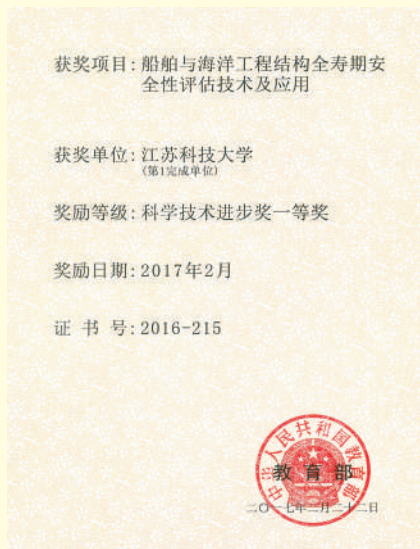 获奖项目:船舶与海洋工程结构全寿期安
全性评估技术及应用
获奖单位:江苏科技大学
(第1完成单位)
奖励等级:科学技术进步奖一等奖
奖励日期:2017年2月
证 书 号:2016-215
中华人民共和国教育部
教 育 部
二〇一七年二月二十二日